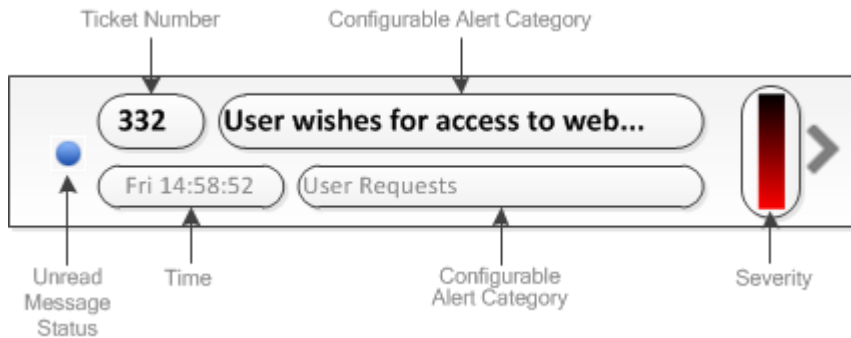 Ticket Number
Configurable Alert Category
332
User wishes for access to web...
Fri 14:58:52
User Requests
Unread
Message
Status
Time
Configurable
Alert Category
Severity